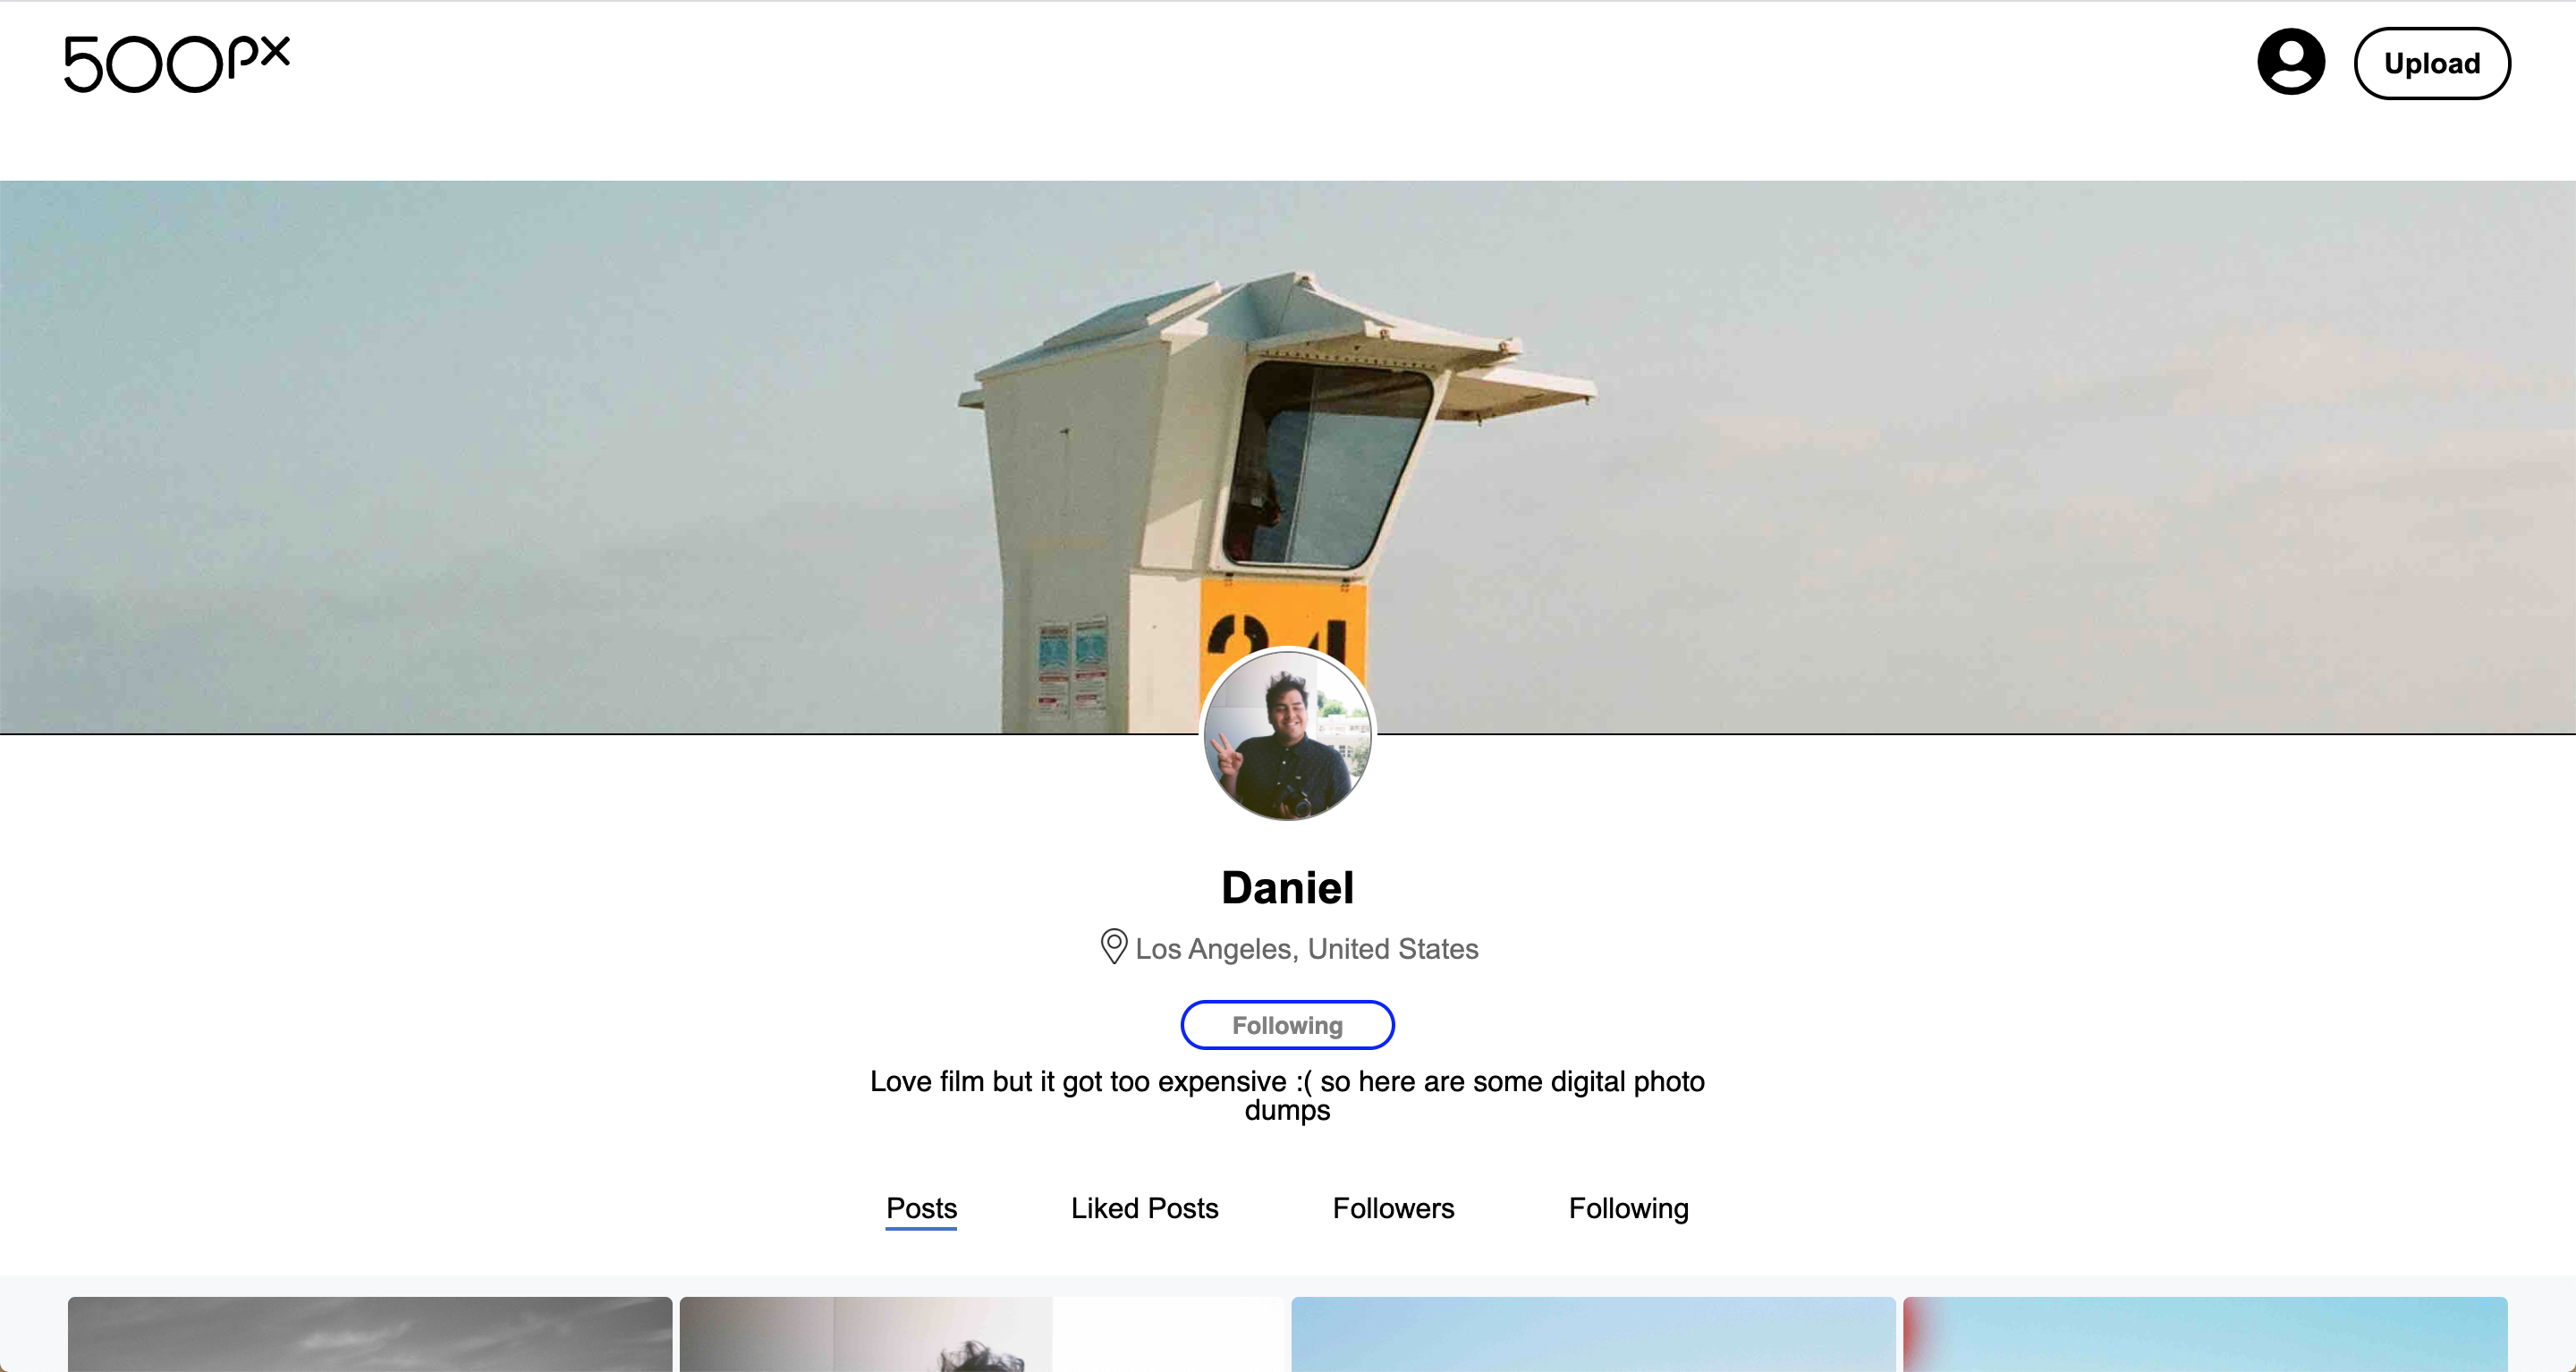 500px
Upload
Daniel
Los Angeles, United States
Following
Love film but it got too expensive :( so here are some digital photo
dumps
Posts
Liked Posts
Followers
Following